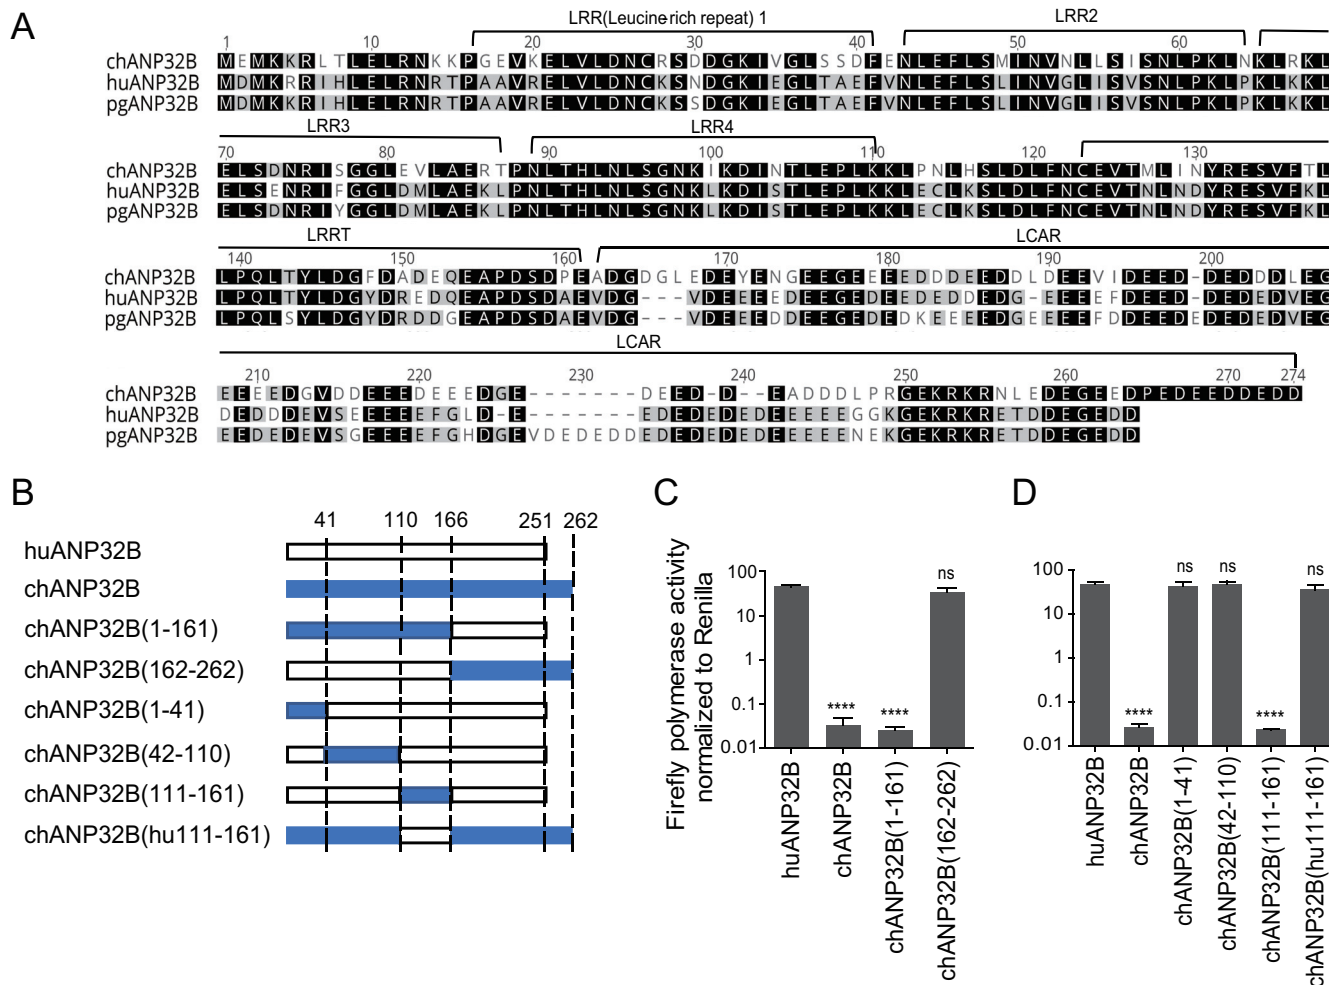 A
LRR(Leucine rich repeat) 1 LRR2
1 10 20 30 40 50 60
chANP32B MEMKKRLTLELRNKKPGEVKELVLDNCRSDDGKIVGLSSDFENLEFLSMINVNLLSISNLPKLNKLRKL
huANP32B MDMKRRIHLELRNRTPAAVRELVLDNCKSNDGKIEGLTAEFVNLEFLSLINVGLISVSNLPKLPKLKKL
pgANP32B MDMKRRIHLELRNRTPAAVRELVLDNCKSSDGKIEGLTAEFVNLEFLSLINVGLISVSNLPKLPKLKKL
LRR3 LRR4
70 80 90 100 110 120 130
chANP32B ELSDNRISGGLEVLAERTPNLTHLNLSGNKIKDINTLEPLKKLPNLHSLDLFNCEVTMLINYRESVFTL
huANP32B ELSENRIFGGLDMLAEKLPNLTHLNLSGNKLKDISTLEPLKKLECLKSLDLFNCEVTNLNDYRESVFKL
pgANP32B ELSDNRIYGGLDMLAEKLPNLTHLNLSGNKLKDISTLEPLKKLECLKSLDLFNCEVTNLNDYRESVFKL
LRRT LCAR
140 150 160 170 180 190 200
chANP32B LPQLTYLDGFDADEQEAPDSDPEADGDGLEDEYENGEEGEEEEDDDEEDDLDEEVIDEED-DEDDDLEG
huANP32B LPQLTYLDGYDREDQEAPDSDAEVDG---VDEEEEDEEGEDEEDEDDEDG-EEEEFDEED-DEDEDVEG
pgANP32B LPQLSYLDGYDRDDGEAPDSDAEVDG---VDEEEDDEEGEDEDKEEEEDGEEEEFDDEEDEDEDEDVEG
LCAR
210 220 230 240 250 260 270 274
chANP32B EEEEDGVDDEEEDEEEDGE-------DEED-D-EADDDLPRGEKRKRNLEDEGEEDPEDEEDDEDD
huANP32B DEDDDEVSEEEEEFGLD-E-------EDEDEDEDEEEEEGGKGEKRKRETDDEGEDD
pgANP32B EEDEDEVSGEEEEFGHDGEVDEDEDDEDEDEDEDEEEEENEKGEKRKRETDDEGEDD
B
41 110 166 251 262
huANP32B
chANP32B
chANP32B(1-161)
chANP32B(162-262)
chANP32B(1-41)
chANP32B(42-110)
chANP32B(111-161)
chANP32B(hu111-161)
C
Firefly polymerase activity
normalized to Renilla
100
10
1
0.1
0.01
****
****
ns
huANP32B
chANP32B
chANP32B(1-161)
chANP32B(162-262)
D
100
10
1
0.1
0.01
****
ns
ns
****
ns
huANP32B
chANP32B
chANP32B(1-41)
chANP32B(42-110)
chANP32B(111-161)
chANP32B(hu111-161)